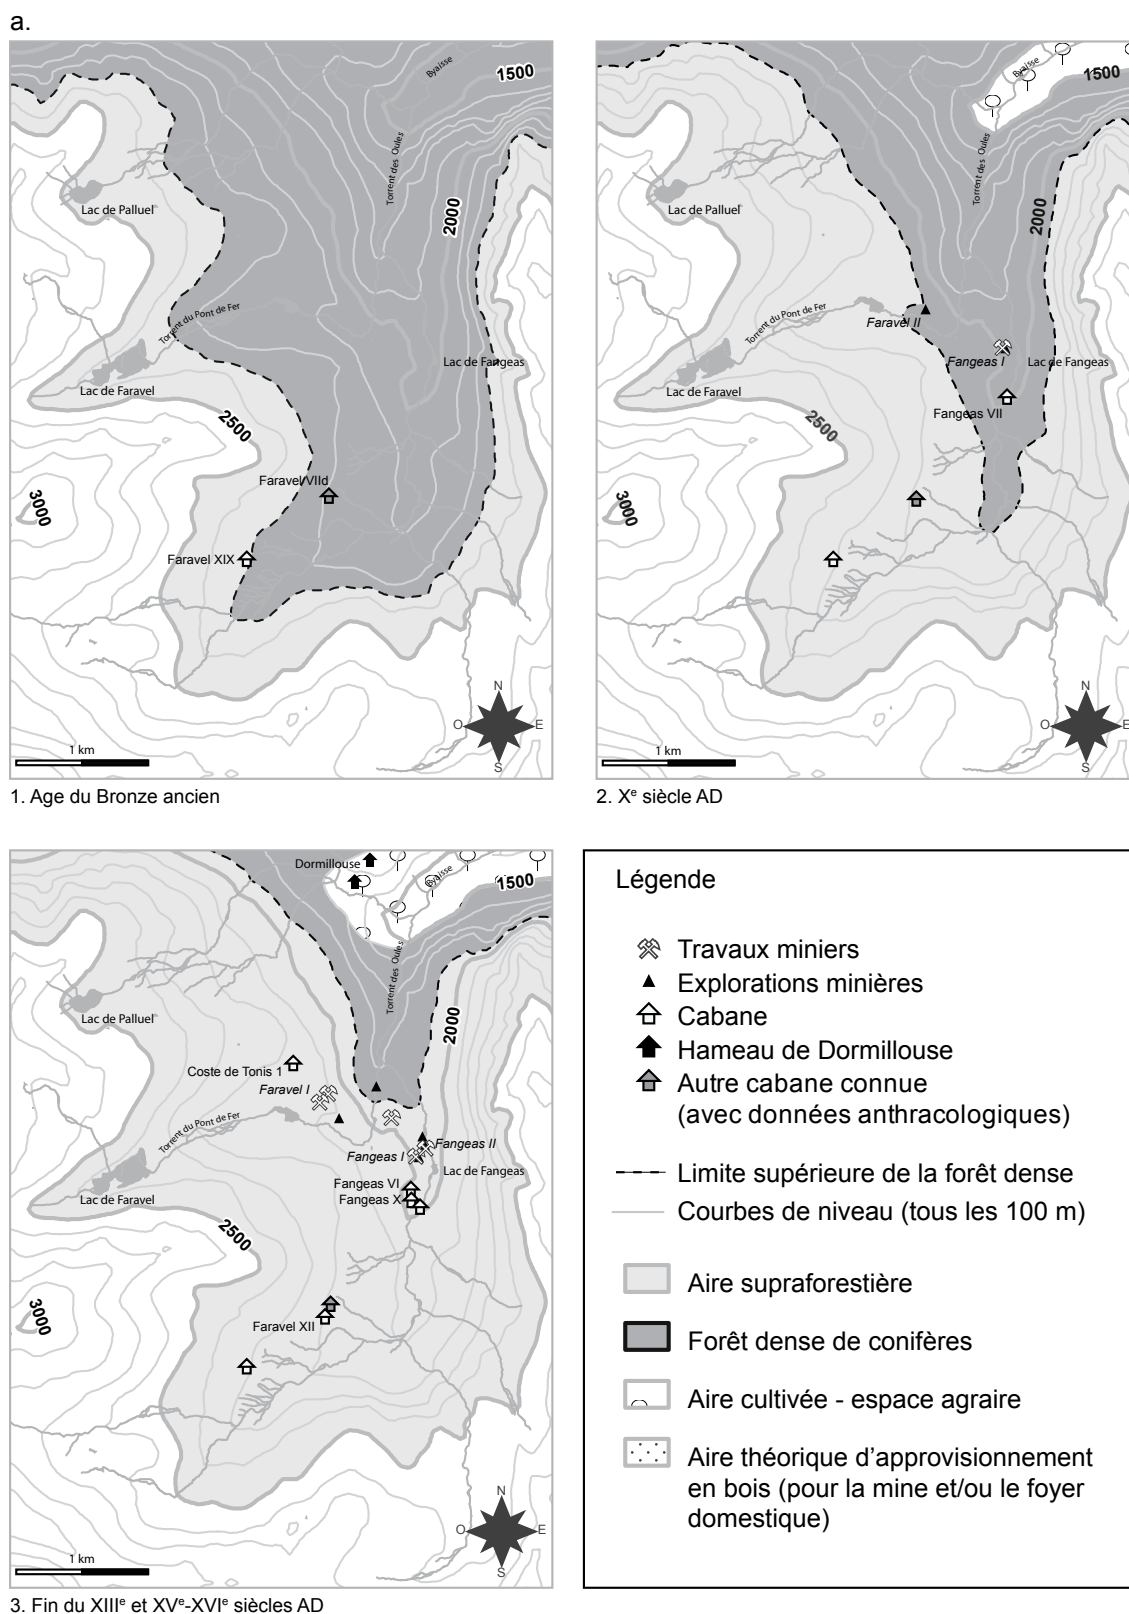 a.
Byaïsse
1500
Torrent des Oules
2000
Lac de Palluel
Torrent du Pont de Fer
Lac de Fangeas
Lac de Faravel
2500
Faravel VIId
3000
Faravel XIX
N
O
E
S
1 km
1. Age du Bronze ancien
Byaïsse
1500
Torrent des Oules
2000
Lac de Palluel
Torrent du Pont de Fer
Faravel II
Fangeas I
Lac de Fangeas
Lac de Faravel
2500
Fangeas VII
3000
N
O
E
S
1 km
2. Xe siècle AD
Dormillouse
Byaïsse
1500
Torrent des Oules
2000
Lac de Palluel
Coste de Tonis 1
Faravel I
Torrent du Pont de Fer
Fangeas II
Fangeas I
Lac de Fangeas
Fangeas VI
Lac de Faravel
Fangeas X
2500
3000
Faravel XII
N
O
E
S
1 km
3. Fin du XIIIe et XVe-XVIe siècles AD
Légende
Travaux miniers
Explorations minières
Cabane
Hameau de Dormillouse
Autre cabane connue
(avec données anthracologiques)
Limite supérieure de la forêt dense
Courbes de niveau (tous les 100 m)
Aire supraforestière
Forêt dense de conifères
Aire cultivée - espace agraire
Aire théorique d'approvisionnement
en bois (pour la mine et/ou le foyer
domestique)